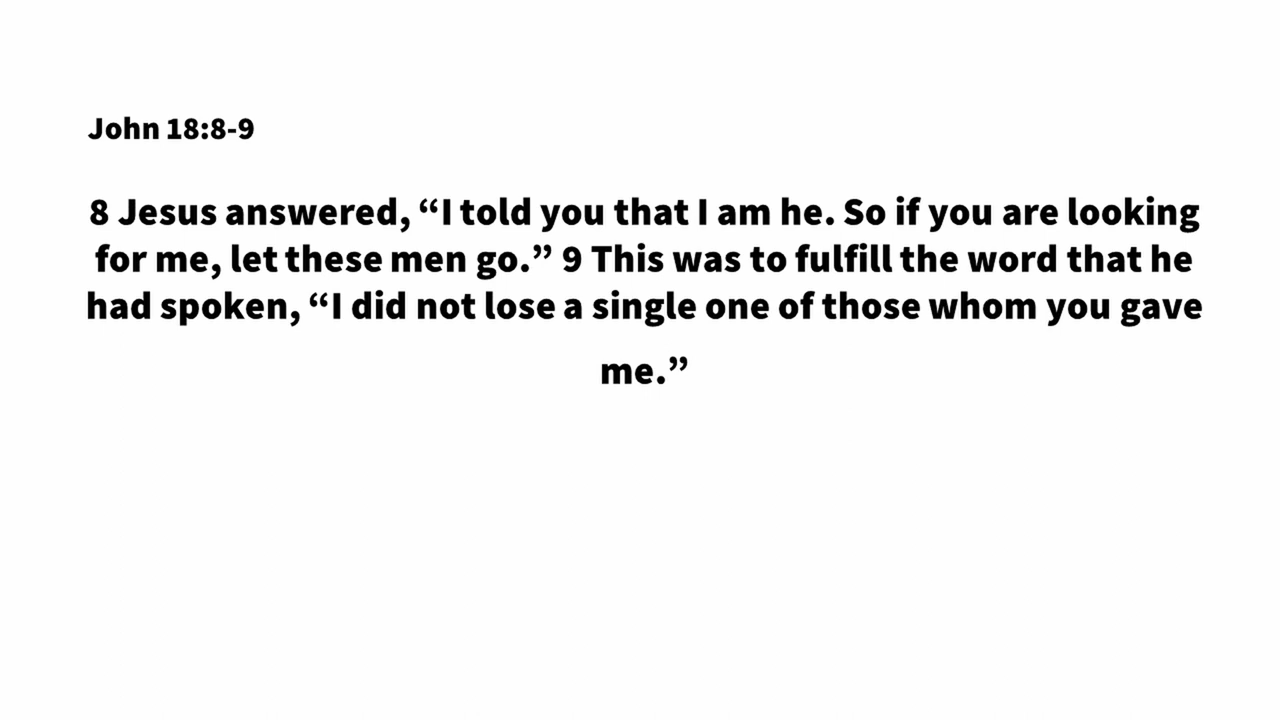 John 18:8-9
8 Jesus answered, “I told you that I am he. So if you are looking
for me, let these men go.” 9 This was to fulfill the word that he
had spoken, “I did not lose a single one of those whom you gave
me.”